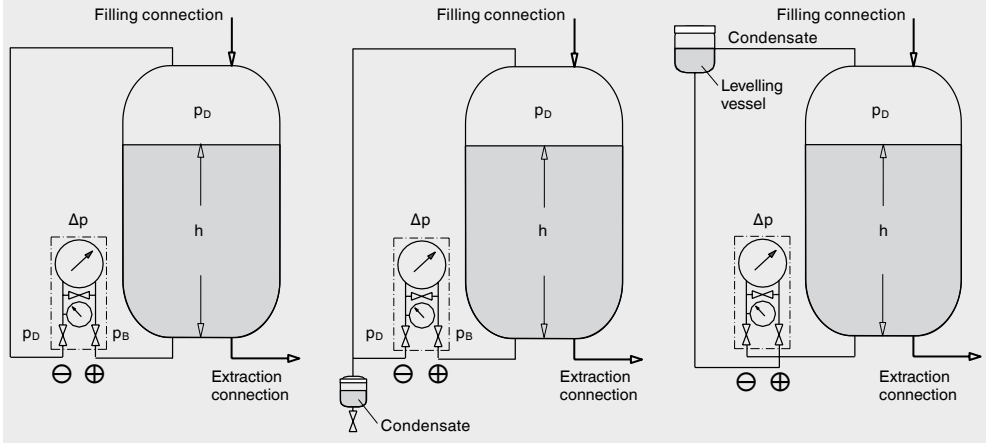 Filling connection
p_D
h
Δp
p_D
p_B
⊖ ⊕
Extraction
connection
Filling connection
p_D
h
Δp
p_D
p_B
⊖ ⊕
Extraction
connection
Condensate
Filling connection
Condensate
Levelling
vessel
p_D
h
Δp
⊖ ⊕
Extraction
connection